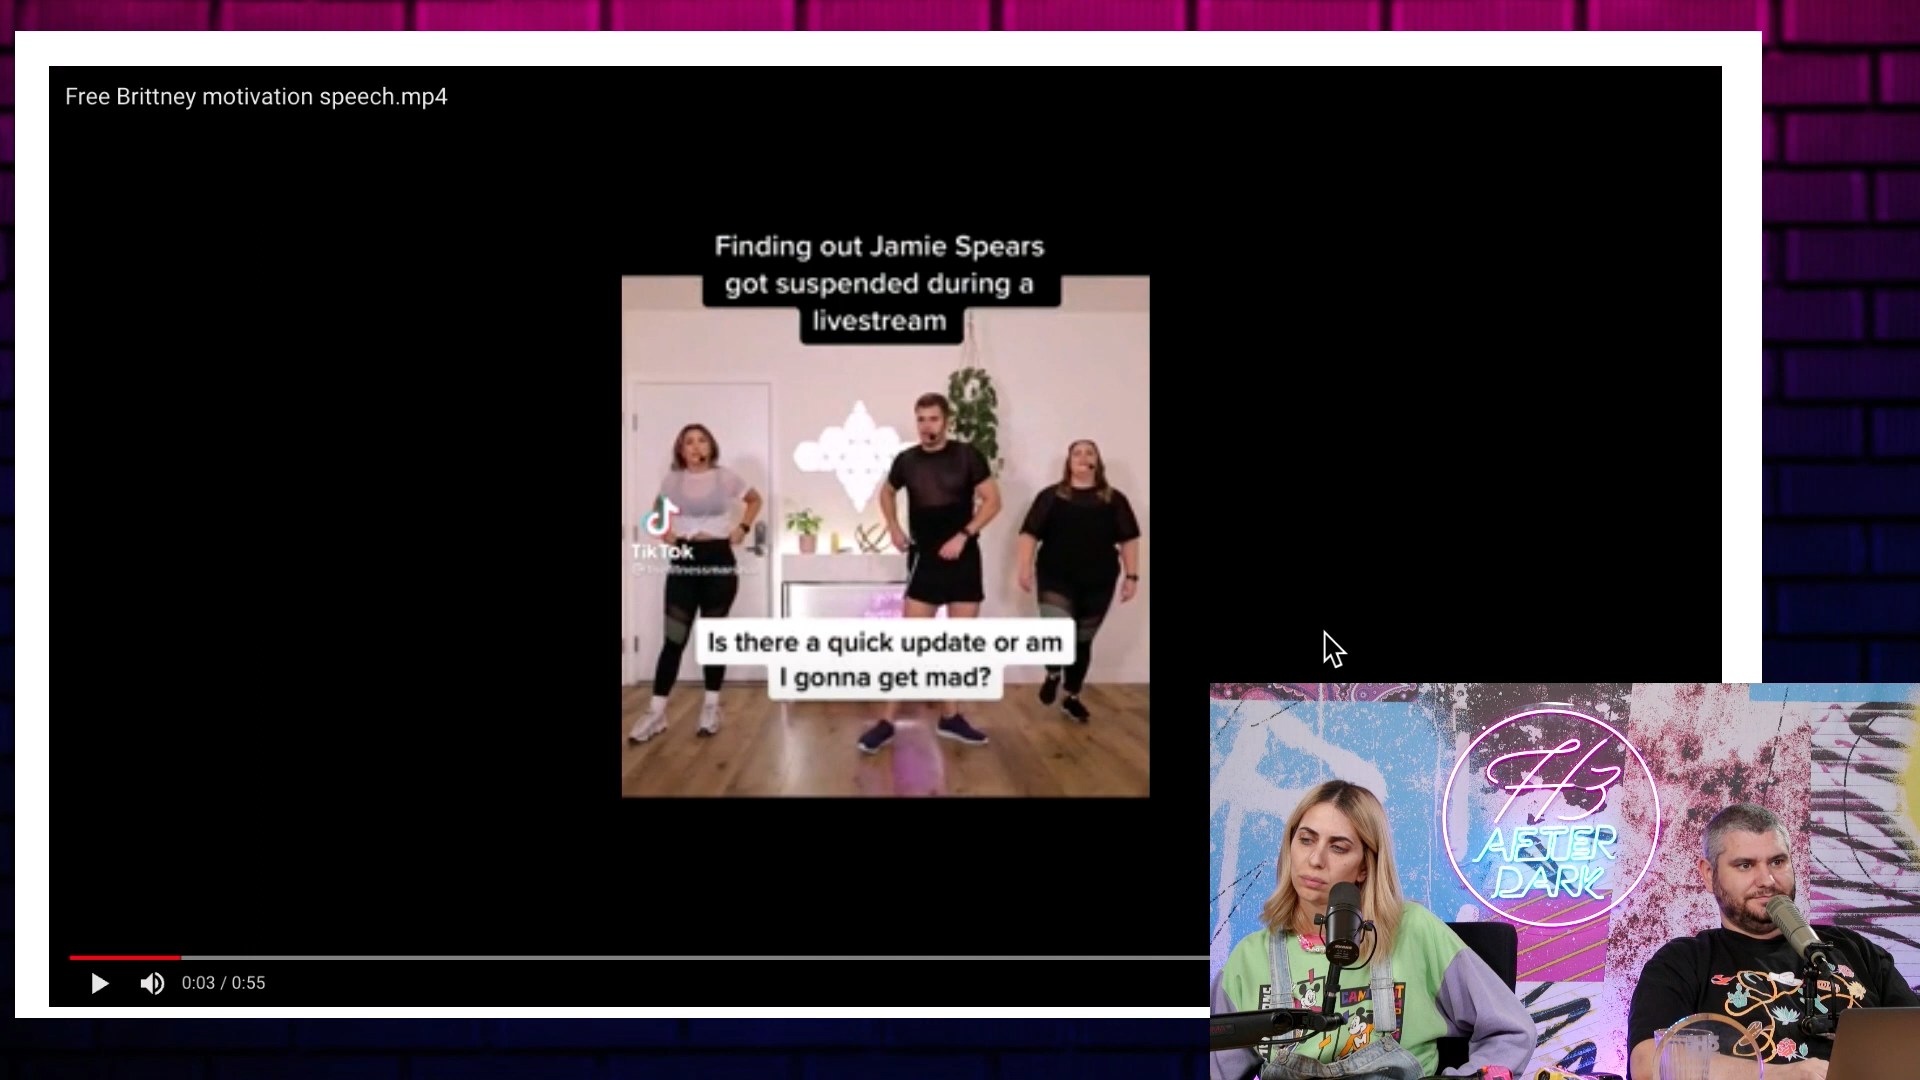 Free Brittney motivation speech.mp4
Finding out Jamie Spears
got suspended during a
livestream
TikTok
Is there a quick update or am
I gonna get mad?
0:03 / 0:55
H3
AFTER
DARK